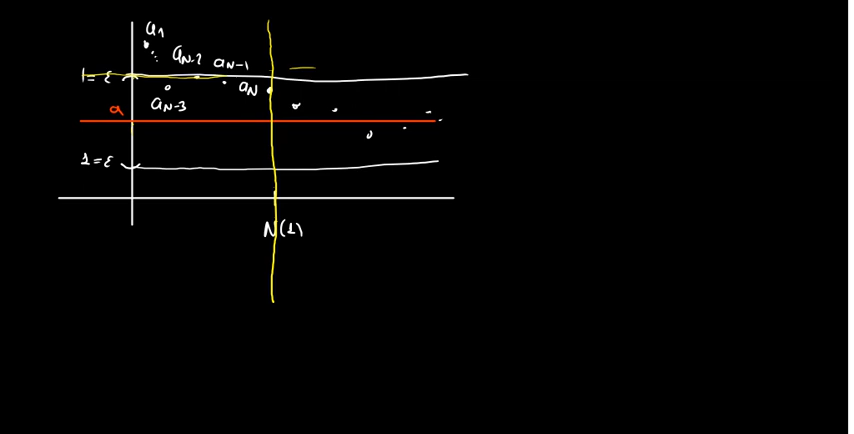 a1
aN-2 aN-1
1=ε
aN
aN-3
a
1=ε
N(1)